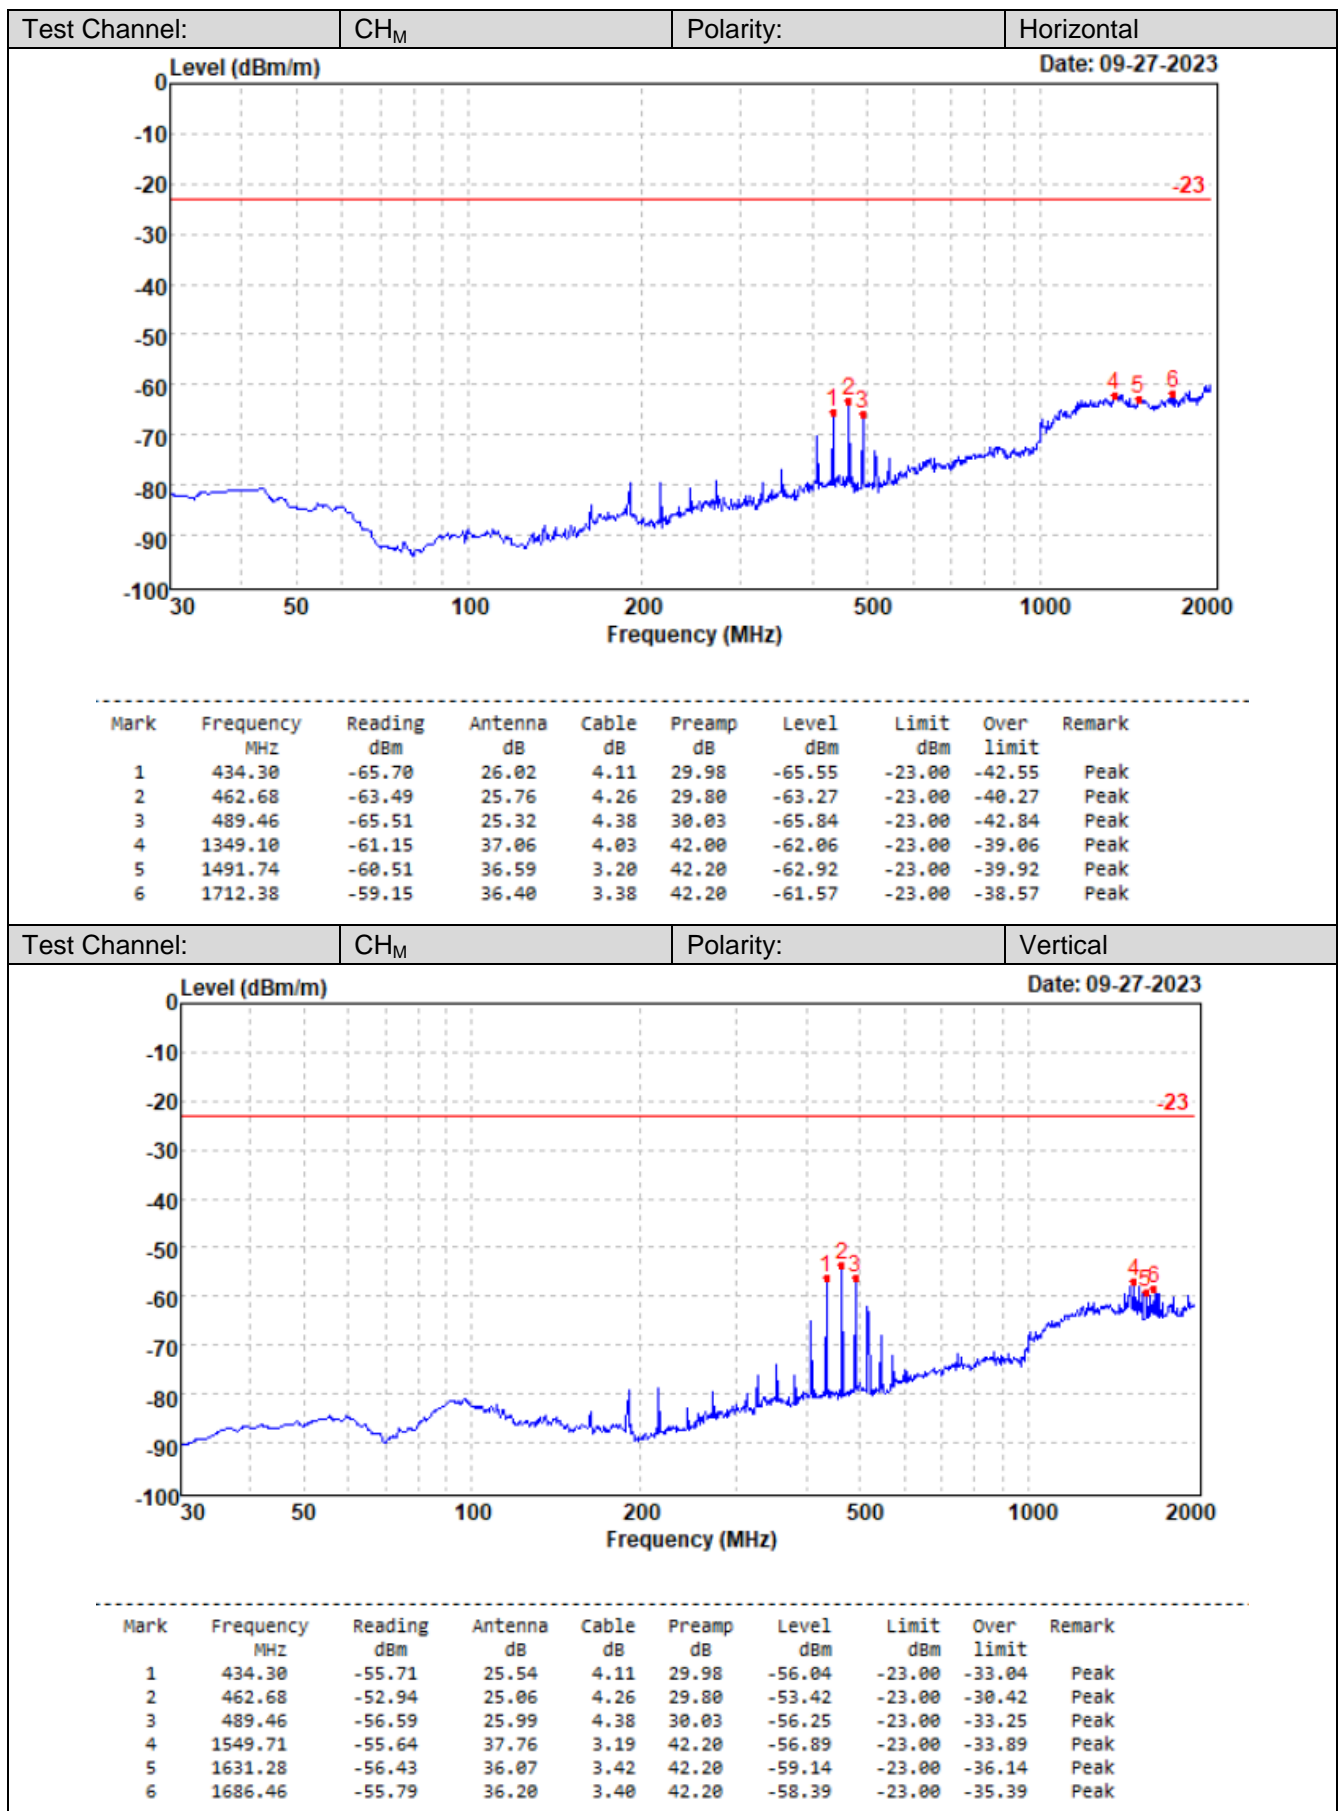 Test Channel: CHM Polarity: Horizontal
Level (dBm/m) Date: 09-27-2023
0
-10
-20
-23
-30
-40
-50
-60
-70
-80
-90
-100
1 2 3 4 5 6
30 50 100 200 500 1000 2000
Frequency (MHz)
Mark Frequency Reading Antenna Cable Preamp Level Limit Over Remark
MHz dBm dB dB dB dBm dBm limit
1 434.30 -65.70 26.02 4.11 29.98 -65.55 -23.00 -42.55 Peak
2 462.68 -63.49 25.76 4.26 29.80 -63.27 -23.00 -40.27 Peak
3 489.46 -65.51 25.32 4.38 30.03 -65.84 -23.00 -42.84 Peak
4 1349.10 -61.15 37.06 4.03 42.00 -62.06 -23.00 -39.06 Peak
5 1491.74 -60.51 36.59 3.20 42.20 -62.92 -23.00 -39.92 Peak
6 1712.38 -59.15 36.40 3.38 42.20 -61.57 -23.00 -38.57 Peak
Test Channel: CHM Polarity: Vertical
Level (dBm/m) Date: 09-27-2023
0
-10
-20
-23
-30
-40
-50
-60
-70
-80
-90
-100
1 2 3 4 5 6
30 50 100 200 500 1000 2000
Frequency (MHz)
Mark Frequency Reading Antenna Cable Preamp Level Limit Over Remark
MHz dBm dB dB dB dBm dBm limit
1 434.30 -55.71 25.54 4.11 29.98 -56.04 -23.00 -33.04 Peak
2 462.68 -52.94 25.06 4.26 29.80 -53.42 -23.00 -30.42 Peak
3 489.46 -56.59 25.99 4.38 30.03 -56.25 -23.00 -33.25 Peak
4 1549.71 -55.64 37.76 3.19 42.20 -56.89 -23.00 -33.89 Peak
5 1631.28 -56.43 36.07 3.42 42.20 -59.14 -23.00 -36.14 Peak
6 1686.46 -55.79 36.20 3.40 42.20 -58.39 -23.00 -35.39 Peak